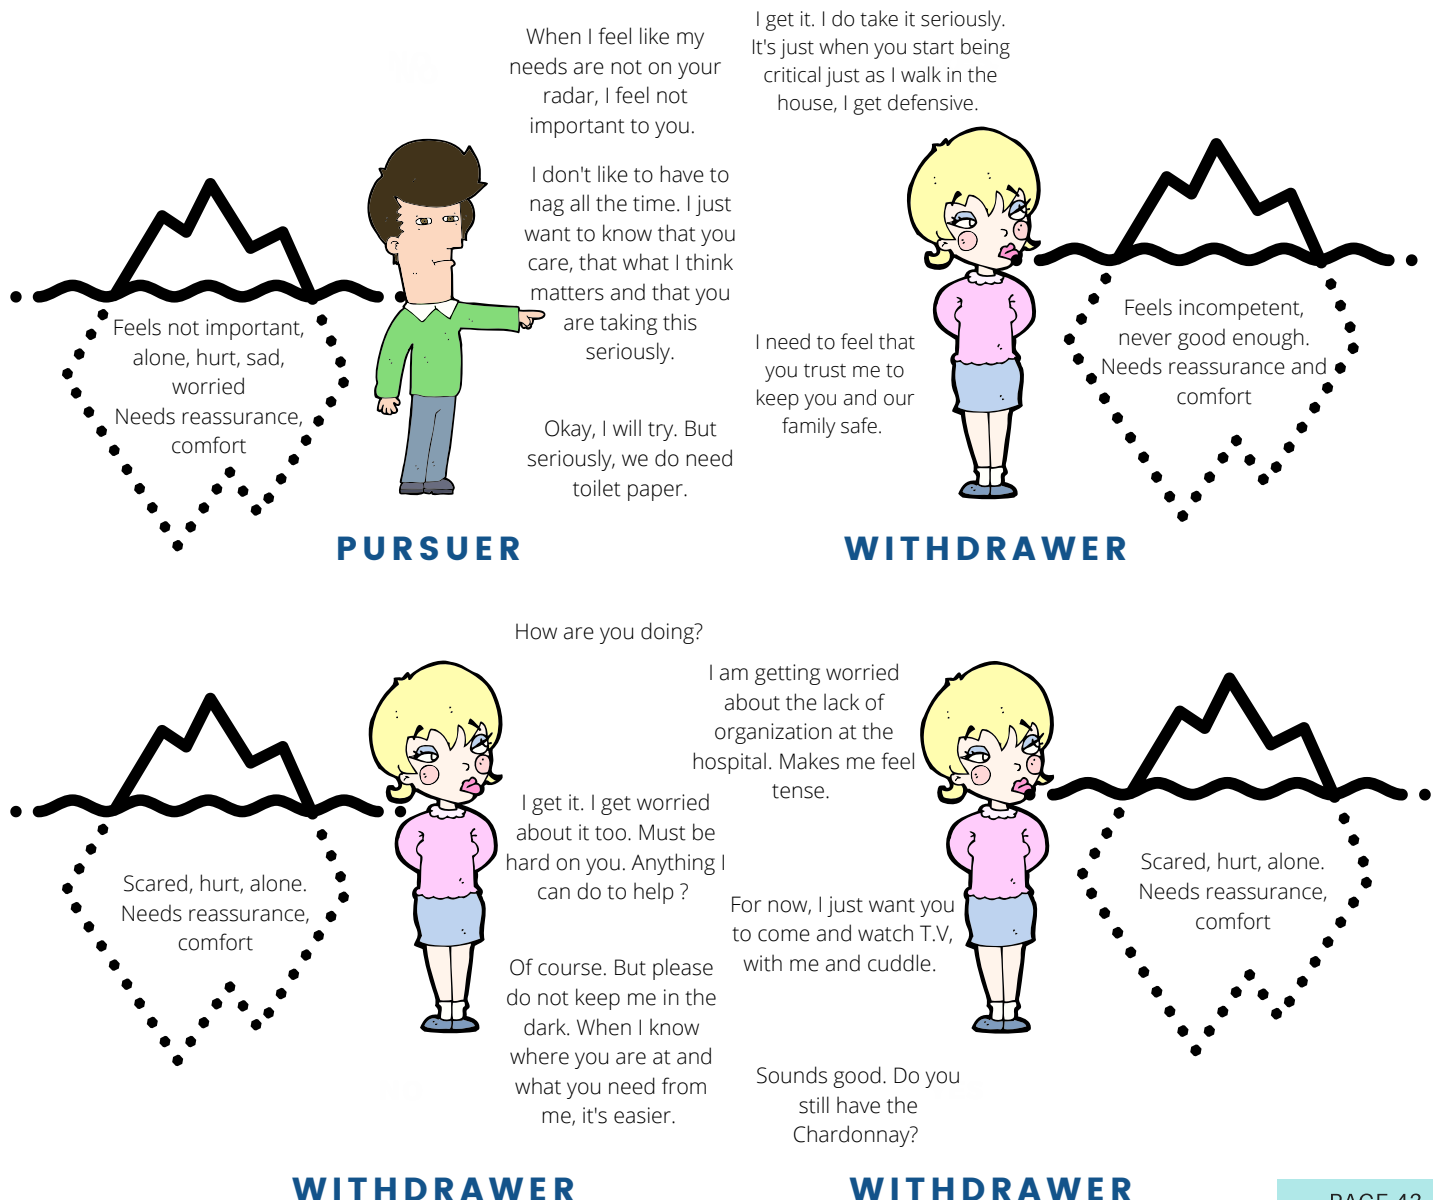 When I feel like my
needs are not on your
radar, I feel not
important to you.
I get it. I do take it seriously.
It's just when you start being
critical just as I walk in the
house, I get defensive.
I don't like to have to
nag all the time. I just
want to know that you
care, that what I think
matters and that you
are taking this
seriously.
I need to feel that
you trust me to
keep you and our
family safe.
Okay, I will try. But
seriously, we do need
toilet paper.
Feels not important,
alone, hurt, sad,
worried
Needs reassurance,
comfort
Feels incompetent,
never good enough.
Needs reassurance and
comfort
PURSUER
WITHDRAWER
How are you doing?
I am getting worried
about the lack of
organization at the
hospital. Makes me feel
tense.
I get it. I get worried
about it too. Must be
hard on you. Anything I
can do to help ?
For now, I just want you
to come and watch T.V,
with me and cuddle.
Of course. But please
do not keep me in the
dark. When I know
where you are at and
what you need from
me, it's easier.
Sounds good. Do you
still have the
Chardonnay?
Scared, hurt, alone.
Needs reassurance,
comfort
Scared, hurt, alone.
Needs reassurance,
comfort
WITHDRAWER
WITHDRAWER
PAGE 43